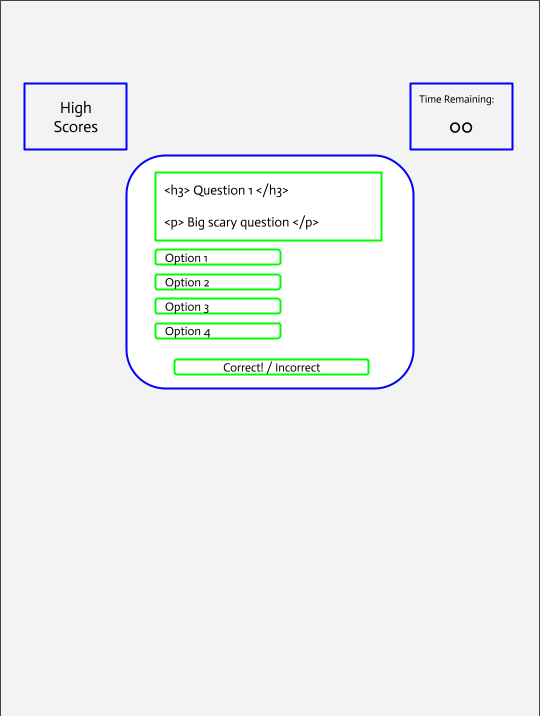 High
Scores
Time Remaining:
00
<h3> Question 1 </h3>
<p> Big scary question </p>
Option 1
Option 2
Option 3
Option 4
Correct! / Incorrect